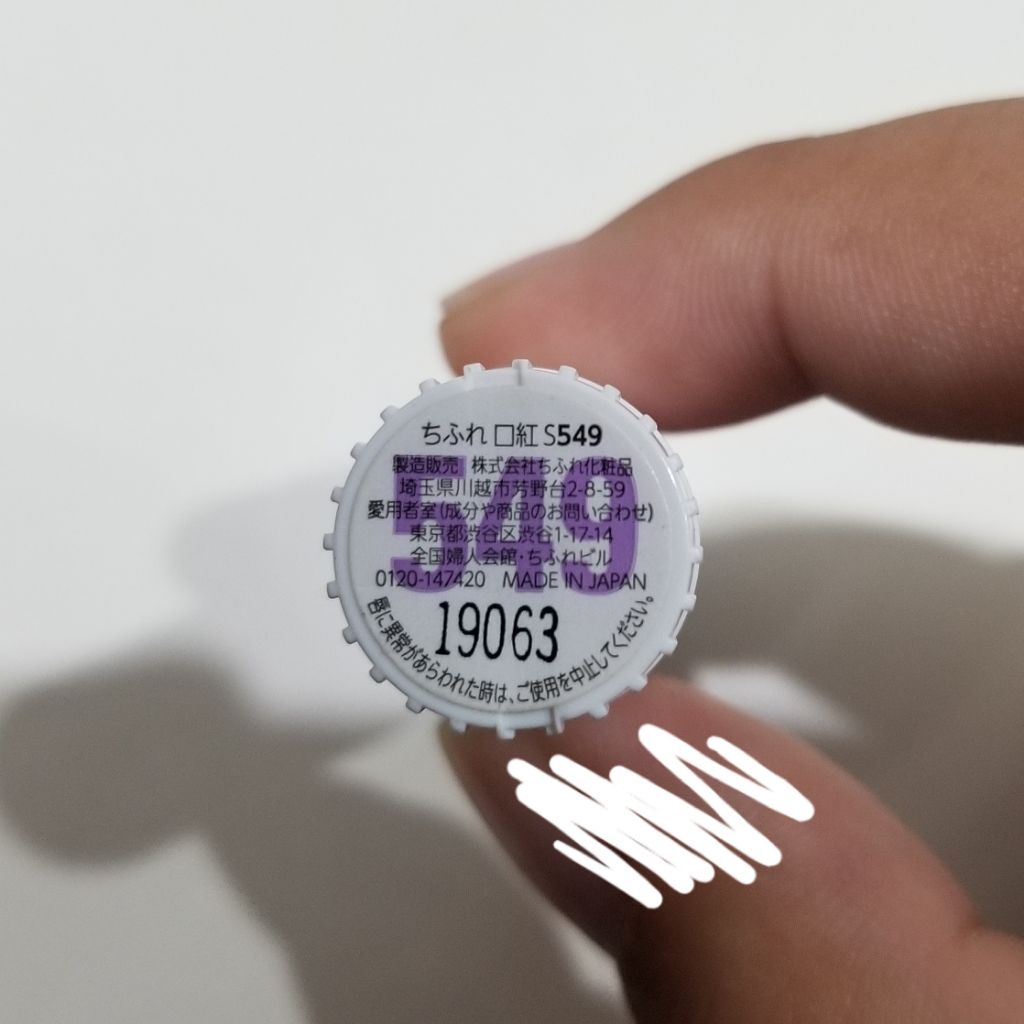 ちふれ 口紅 S549
549
製造販売 株式会社ちふれ化粧品
埼玉県川越市芳野台2-8-59
愛用者室(成分や商品のお問い合わせ)
東京都渋谷区渋谷1-17-14
全国婦人会館・ちふれビル
0120-147420 MADE IN JAPAN
19063
唇に異常があらわれた時は、ご使用を中止してください。